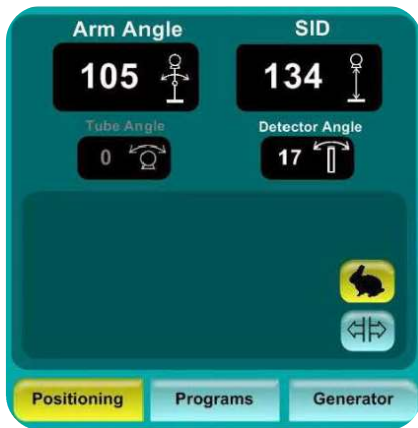 Arm Angle SID
105 134
Tube Angle Detector Angle
0 17
Positioning Programs Generator